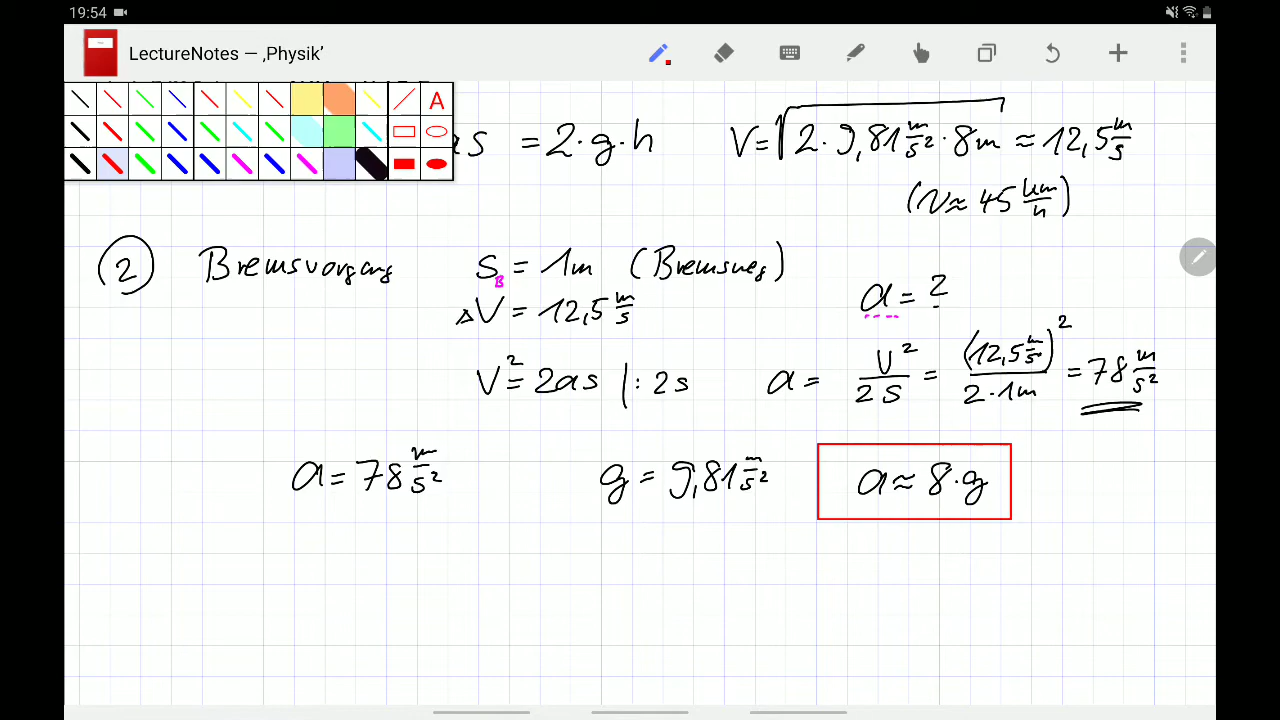 19:54
LectureNotes — ‚Physik’
A
as = 2·g·h
V = √(2·9,81 m/s² · 8m) ≈ 12,5 m/s
(V ≈ 45 km/h)
② Bremsvorgang
s_B = 1m (Bremsweg)
ΔV = 12,5 m/s
a = ?
V² = 2as |: 2s
a = V²/2s = (12,5 m/s)²/2·1m = 78 m/s²
a = 78 m/s²
g = 9,81 m/s²
a ≈ 8·g